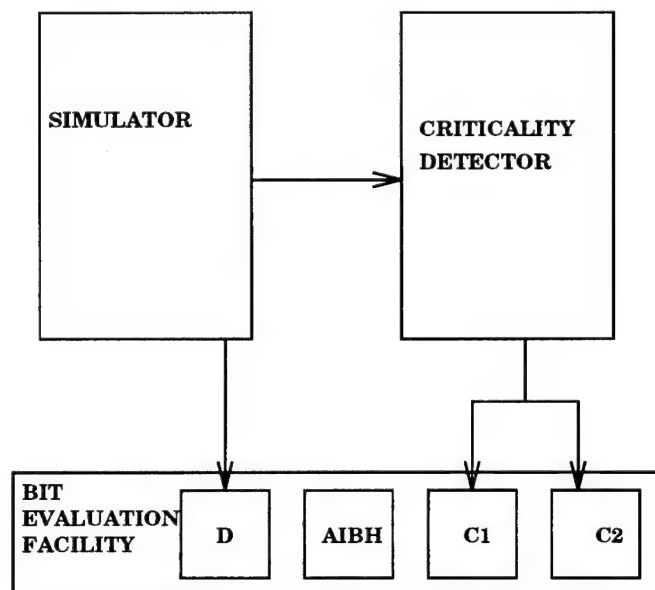 SIMULATOR
CRITICALITY
DETECTOR
BIT
EVALUATION
FACILITY
D
AIBH
C1
C2